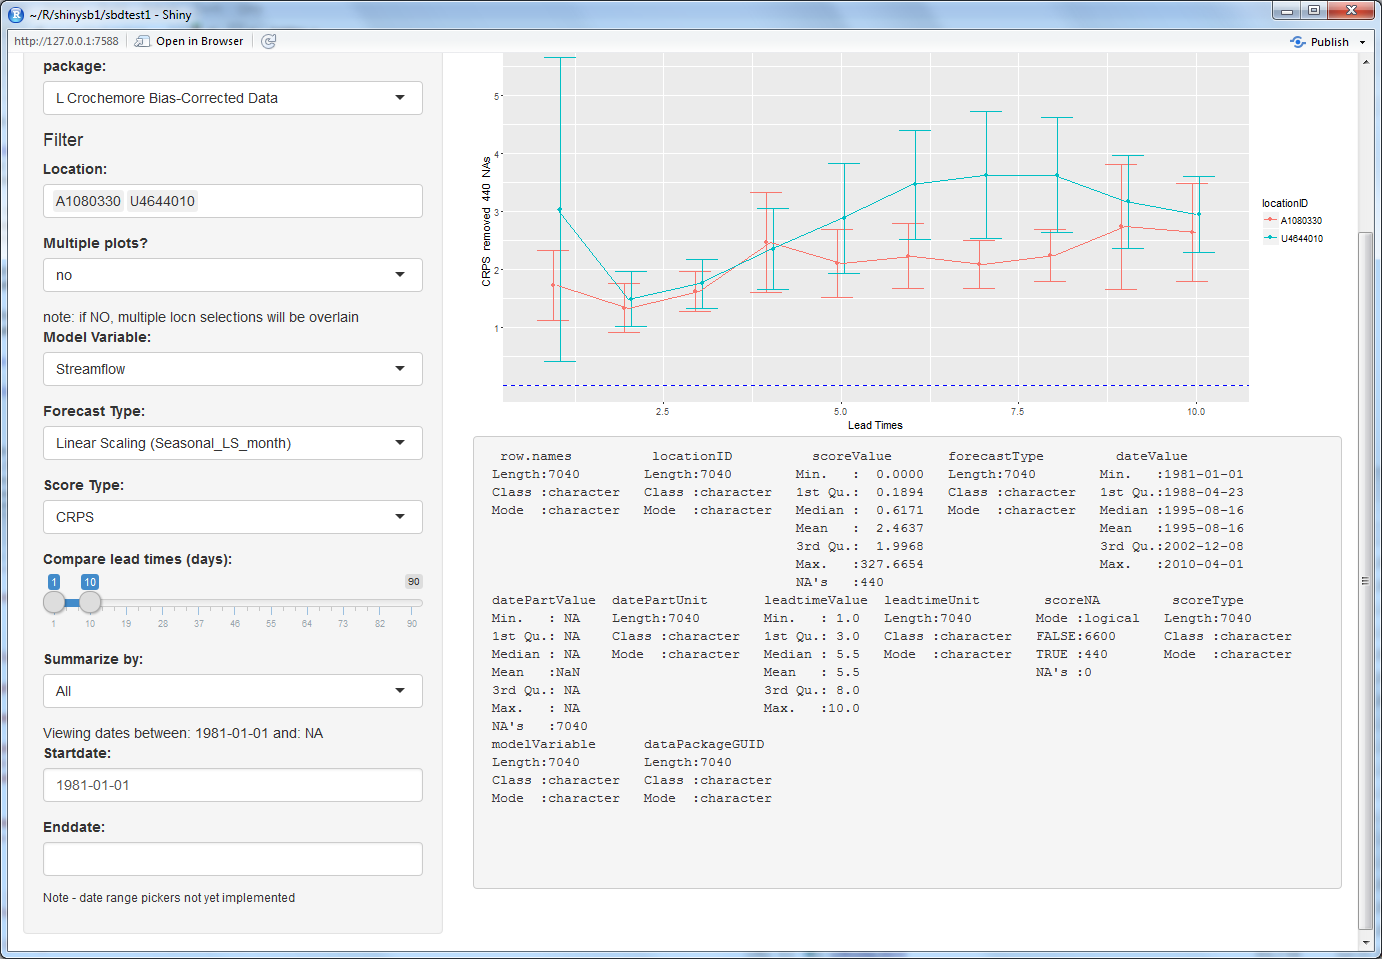 ~/R/shinysb1/sbdtest1 - Shiny
http://127.0.0.1:7588 Open in Browser Publish
package:
L Crochemore Bias-Corrected Data
Filter
Location:
A1080330 U4644010
Multiple plots?
no
note: if NO, multiple locn selections will be overlain
Model Variable:
Streamflow
Forecast Type:
Linear Scaling (Seasonal_LS_month)
Score Type:
CRPS
Compare lead times (days):
1 10 90
1 10 19 28 37 46 55 64 73 82 90
Summarize by:
All
Viewing dates between: 1981-01-01 and: NA
Startdate:
1981-01-01
Enddate:
Note - date range pickers not yet implemented
CRPS removed 440 NAs
5
4
3
2
1
2.5 5.0 7.5 10.0
Lead Times
locationID
A1080330
U4644010
row.names locationID scoreValue forecastType dateValue
Length:7040 Length:7040 Min. : 0.0000 Length:7040 Min. :1981-01-01
Class :character Class :character 1st Qu.: 0.1894 Class :character 1st Qu.:1988-04-23
Mode :character Mode :character Median : 0.6171 Mode :character Median :1995-08-16
Mean : 2.4637 Mean :1995-08-16
3rd Qu.: 1.9968 3rd Qu.:2002-12-08
Max. :327.6654 Max. :2010-04-01
NA's :440
datePartValue datePartUnit leadtimeValue leadtimeUnit scoreNA scoreType
Min. : NA Length:7040 Min. : 1.0 Length:7040 Mode :logical Length:7040
1st Qu.: NA Class :character 1st Qu.: 3.0 Class :character FALSE:6600 Class :character
Median : NA Mode :character Median : 5.5 Mode :character TRUE :440 Mode :character
Mean :NaN Mean : 5.5 NA's :0
3rd Qu.: NA 3rd Qu.: 8.0
Max. : NA Max. :10.0
NA's :7040
modelVariable dataPackageGUID
Length:7040 Length:7040
Class :character Class :character
Mode :character Mode :character